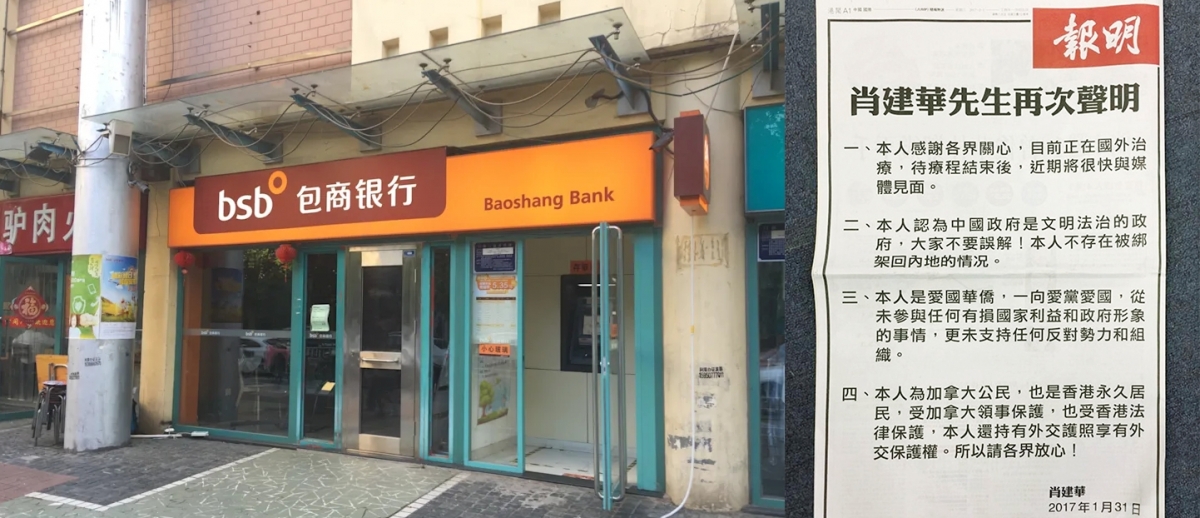 bsb 包商银行
Baoshang Bank
驴肉火
福
bsb
bsb
小心玻璃
報明
肖建華先生再次聲明
一、本人感謝各界關心，目前正在國外治
療，待療程結束後，近期將很快與媒
體見面。
二、本人認為中國政府是文明法治的政
府，大家不要誤解！本人不存在被綁
架回內地的情況。
三、本人是愛國華僑，一向愛黨愛國，從
未參與任何有損國家利益和政府形象
的事情，更未支持任何反對勢力和組
織。
四、本人為加拿大公民，也是香港永久居
民，受加拿大領事保護，也受香港法
律保護，本人還持有外交護照享有外
交保護權。所以請各界放心！
肖建華
2017年1月31日